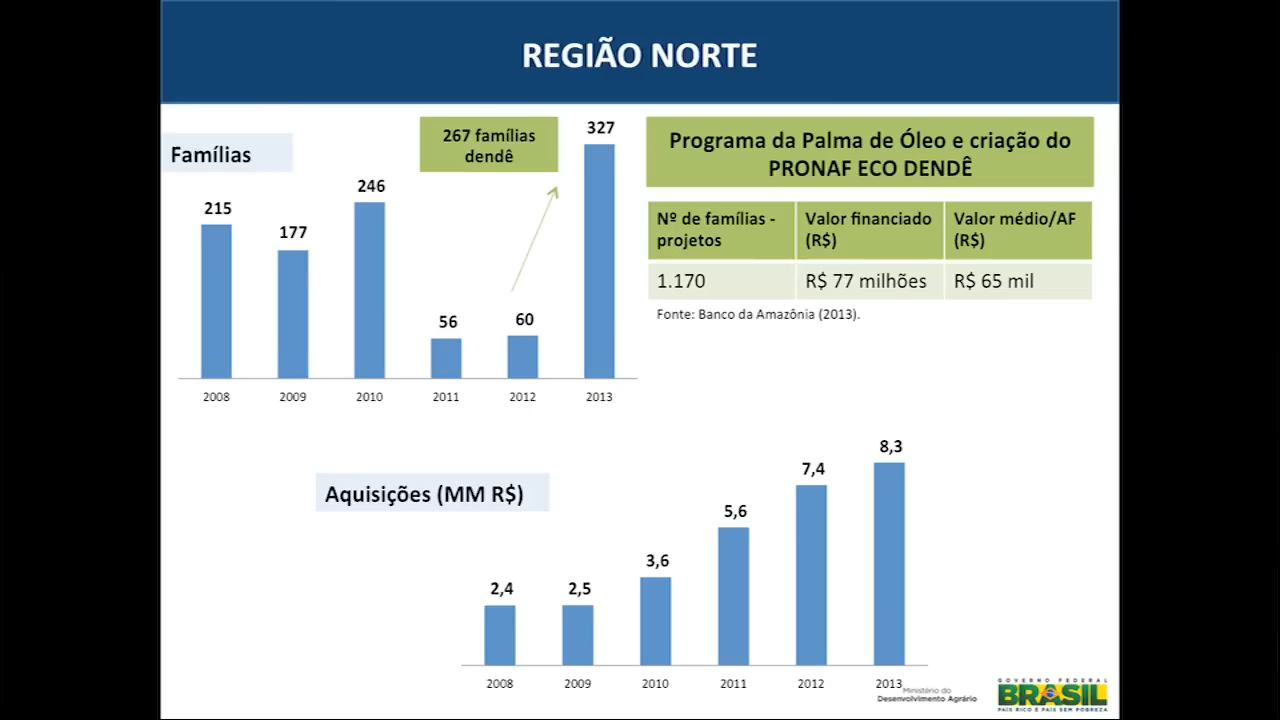 REGIÃO NORTE
Famílias
267 famílias
dendê
215
177
246
56
60
327
2008
2009
2010
2011
2012
2013
Programa da Palma de Óleo e criação do
PRONAF ECO DENDÊ
Nº de famílias - projetos
Valor financiado (R$)
Valor médio/AF (R$)
1.170
R$ 77 milhões
R$ 65 mil
Fonte: Banco da Amazônia (2013).
Aquisições (MM R$)
2,4
2,5
3,6
5,6
7,4
8,3
2008
2009
2010
2011
2012
2013
Ministério do
Desenvolvimento Agrário
GOVERNO FEDERAL
BRASIL
PAÍS RICO É PAÍS SEM POBREZA